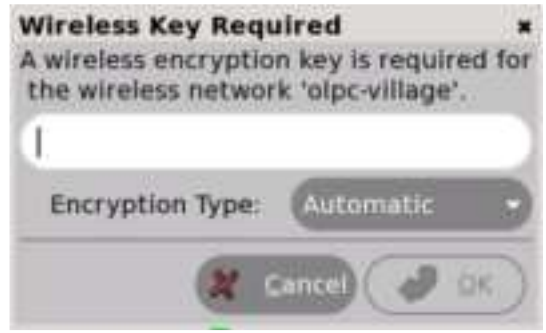 Wireless Key Required
A wireless encryption key is required for
the wireless network 'olpc-village'.
Encryption Type: Automatic
Cancel OK